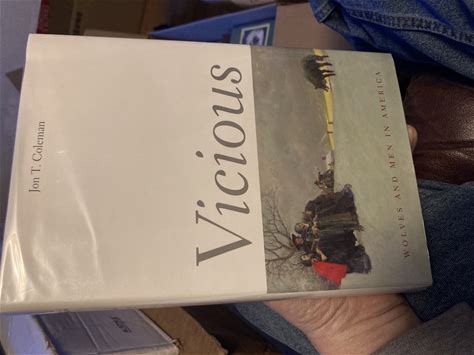 Jon T. Coleman
Vicious
WOLVES AND MEN IN AMERICA